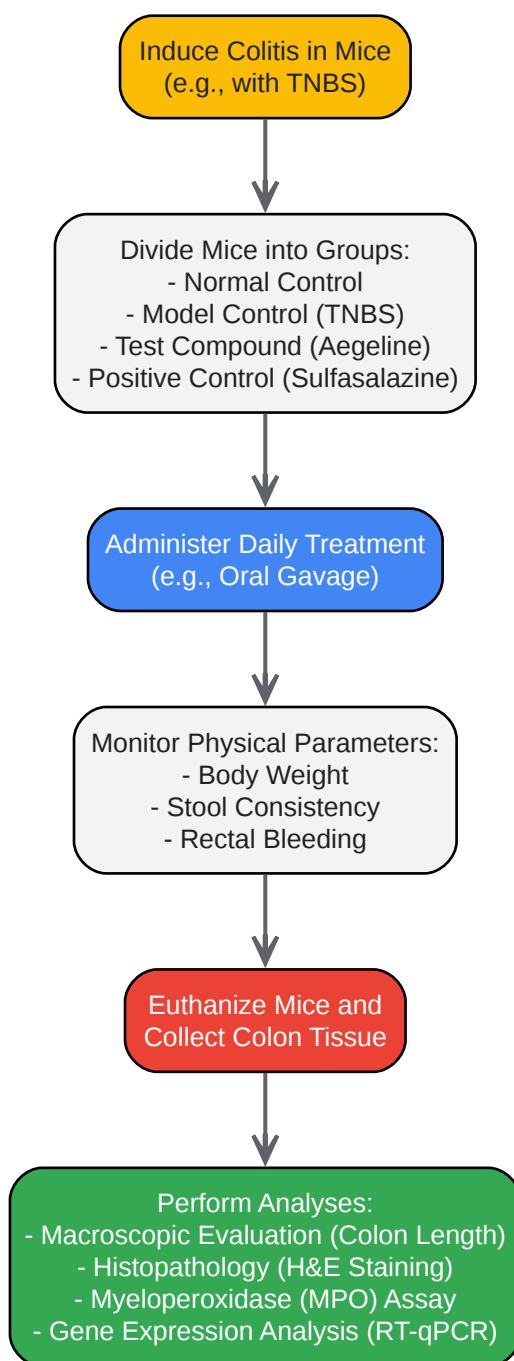 Induce Colitis in Mice
(e.g., with TNBS)
Divide Mice into Groups:
- Normal Control
- Model Control (TNBS)
- Test Compound (Aegeline)
- Positive Control (Sulfasalazine)
Administer Daily Treatment
(e.g., Oral Gavage)
Monitor Physical Parameters:
- Body Weight
- Stool Consistency
- Rectal Bleeding
Euthanize Mice and
Collect Colon Tissue
Perform Analyses:
- Macroscopic Evaluation (Colon Length)
- Histopathology (H&E Staining)
- Myeloperoxidase (MPO) Assay
- Gene Expression Analysis (RT-qPCR)